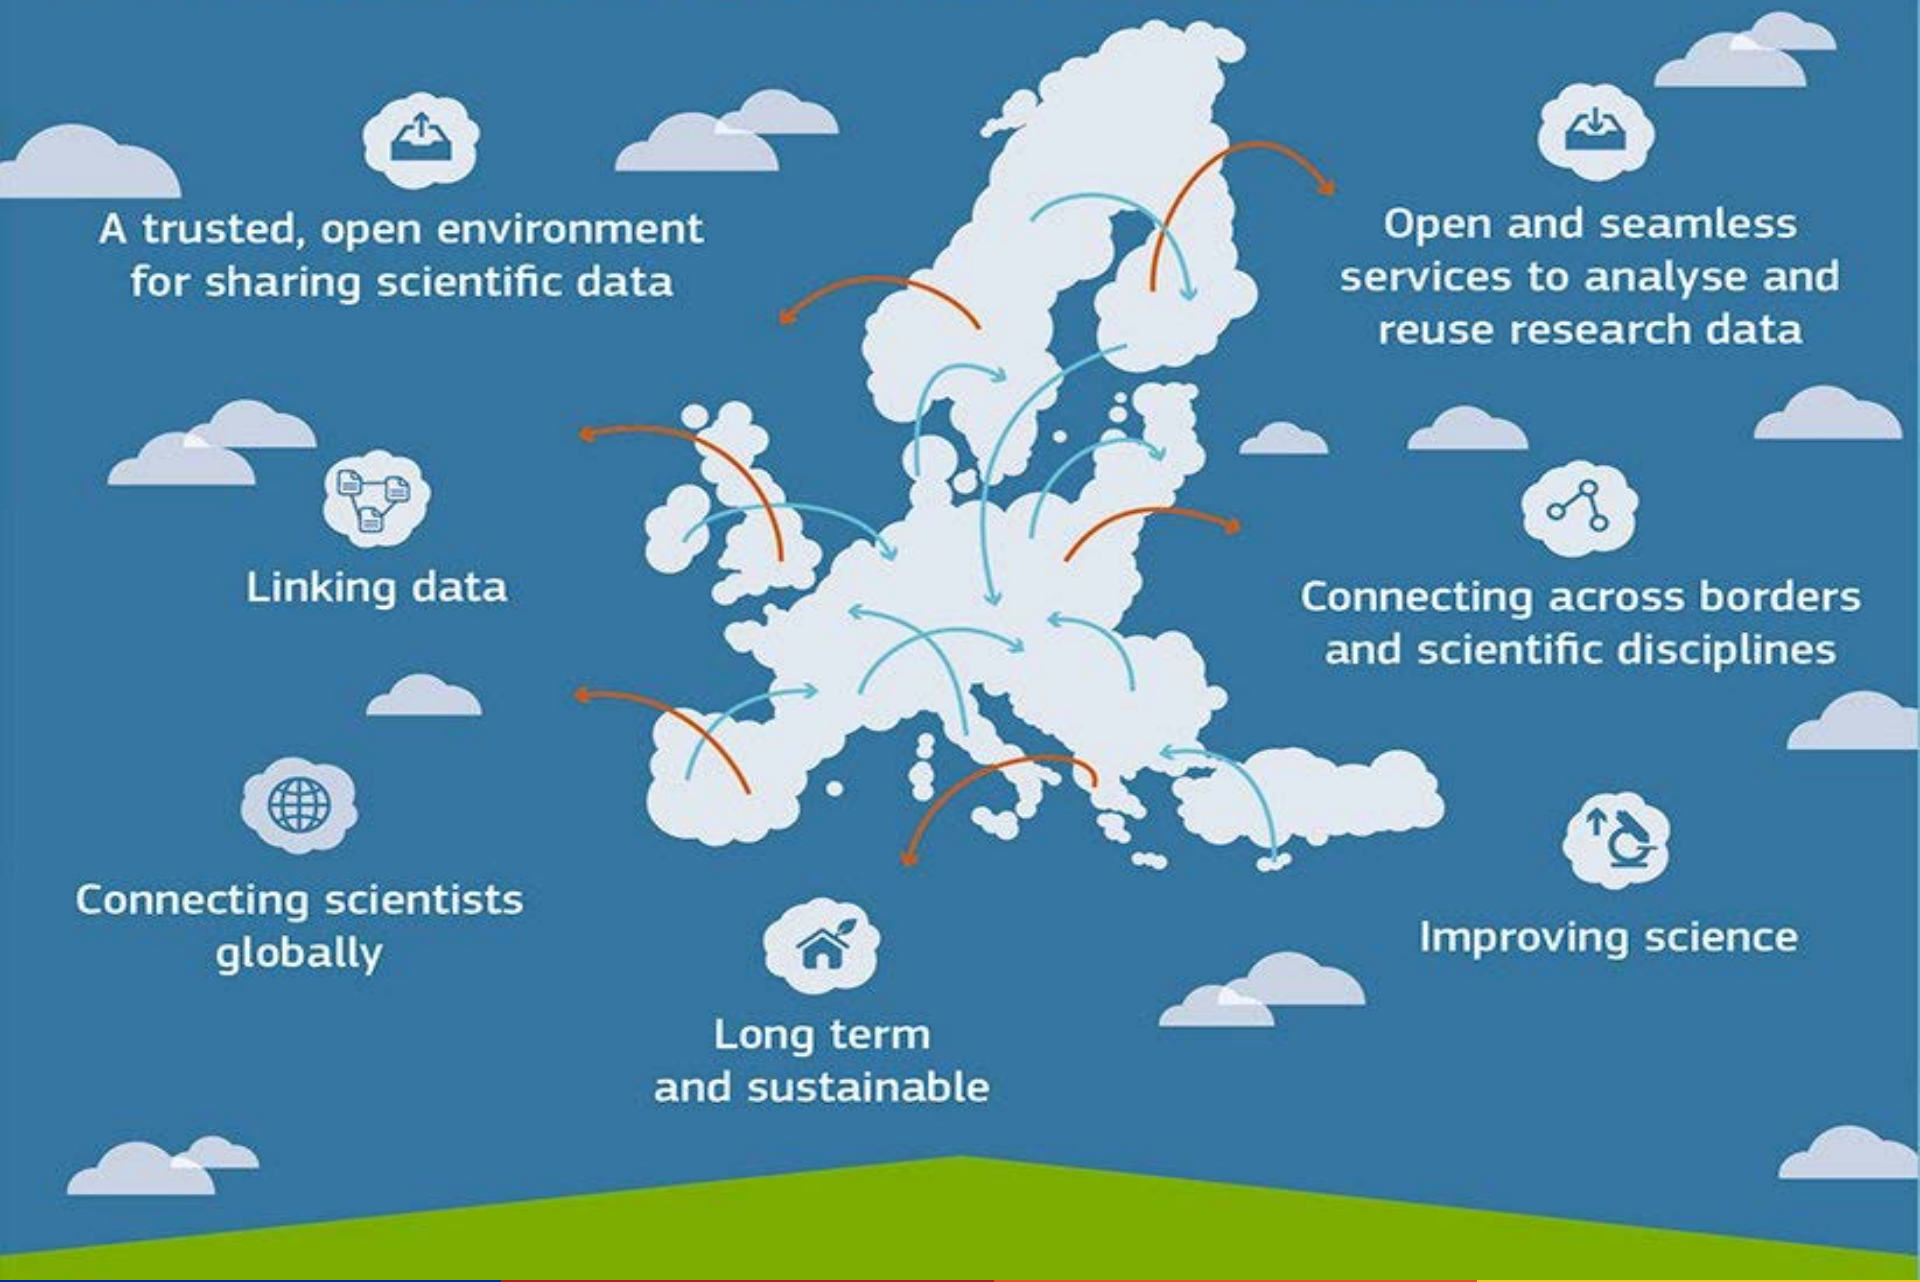 A trusted, open environment
for sharing scientific data
Open and seamless
services to analyse and
reuse research data
Linking data
Connecting across borders
and scientific disciplines
Connecting scientists
globally
Improving science
Long term
and sustainable